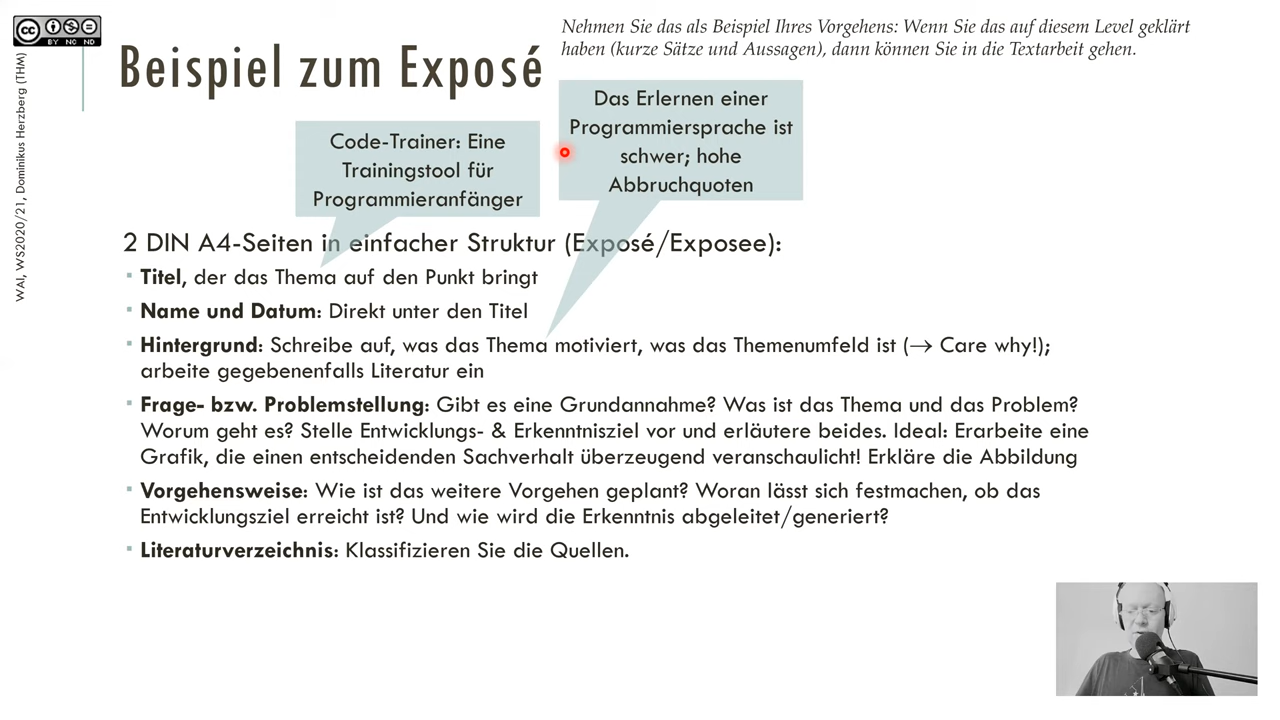 cc BY NC ND
WAI, WS2020/21, Dominikus Herzberg (THM)
Nehmen Sie das als Beispiel Ihres Vorgehens: Wenn Sie das auf diesem Level geklärt
haben (kurze Sätze und Aussagen), dann können Sie in die Textarbeit gehen.
Beispiel zum Exposé
Code-Trainer: Eine
Trainingstool für
Programmieranfänger
Das Erlernen einer
Programmiersprache ist
schwer; hohe
Abbruchquoten
2 DIN A4-Seiten in einfacher Struktur (Exposé/Exposee):
▪ Titel, der das Thema auf den Punkt bringt
▪ Name und Datum: Direkt unter den Titel
▪ Hintergrund: Schreibe auf, was das Thema motiviert, was das Themenumfeld ist (→ Care why!);
arbeite gegebenenfalls Literatur ein
▪ Frage- bzw. Problemstellung: Gibt es eine Grundannahme? Was ist das Thema und das Problem?
Worum geht es? Stelle Entwicklungs- & Erkenntnisziel vor und erläutere beides. Ideal: Erarbeite eine
Grafik, die einen entscheidenden Sachverhalt überzeugend veranschaulicht! Erkläre die Abbildung
▪ Vorgehensweise: Wie ist das weitere Vorgehen geplant? Woran lässt sich festmachen, ob das
Entwicklungsziel erreicht ist? Und wie wird die Erkenntnis abgeleitet/generiert?
▪ Literaturverzeichnis: Klassifizieren Sie die Quellen.